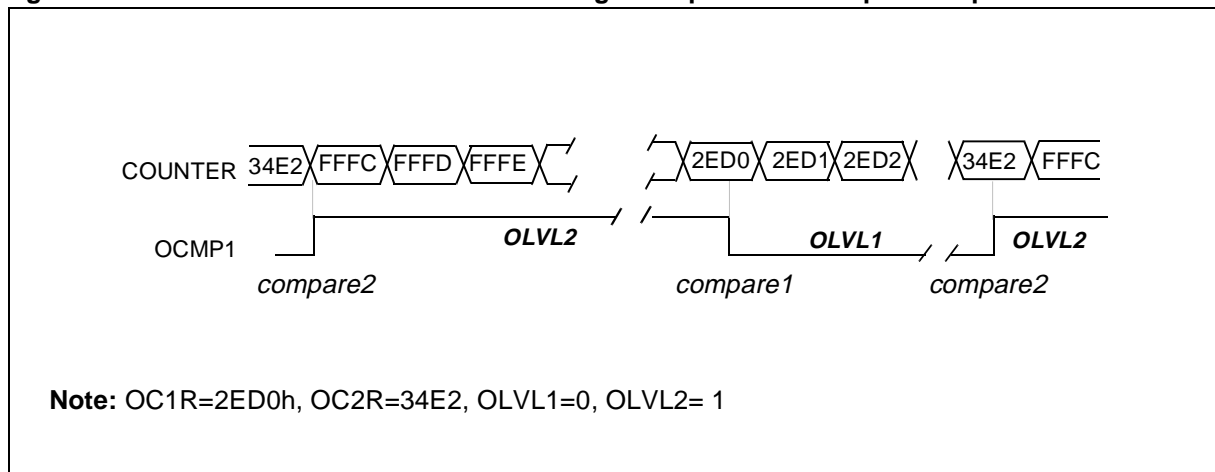 COUNTER 34E2 FFFC FFFD FFFE 2ED0 2ED1 2ED2 34E2 FFFC
OCMP1 OLVL2 OLVL1 OLVL2
compare2 compare1 compare2
Note: OC1R=2ED0h, OC2R=34E2, OLVL1=0, OLVL2= 1